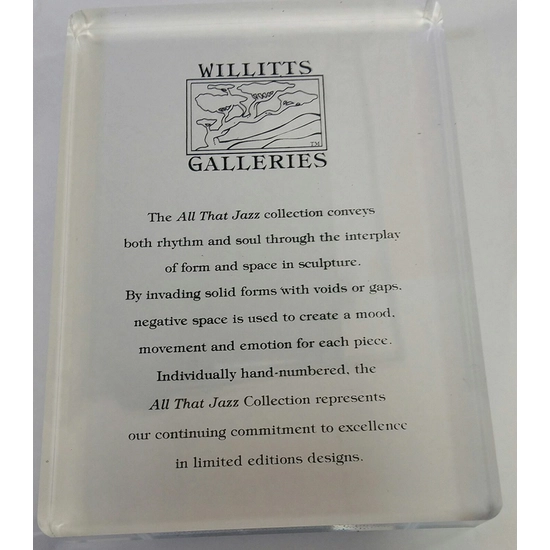 WILLITTS
TM
GALLERIES
The All That Jazz collection conveys
both rhythm and soul through the interplay
of form and space in sculpture.
By invading solid forms with voids or gaps,
negative space is used to create a mood,
movement and emotion for each piece.
Individually hand-numbered, the
All That Jazz Collection represents
our continuing commitment to excellence
in limited editions designs.